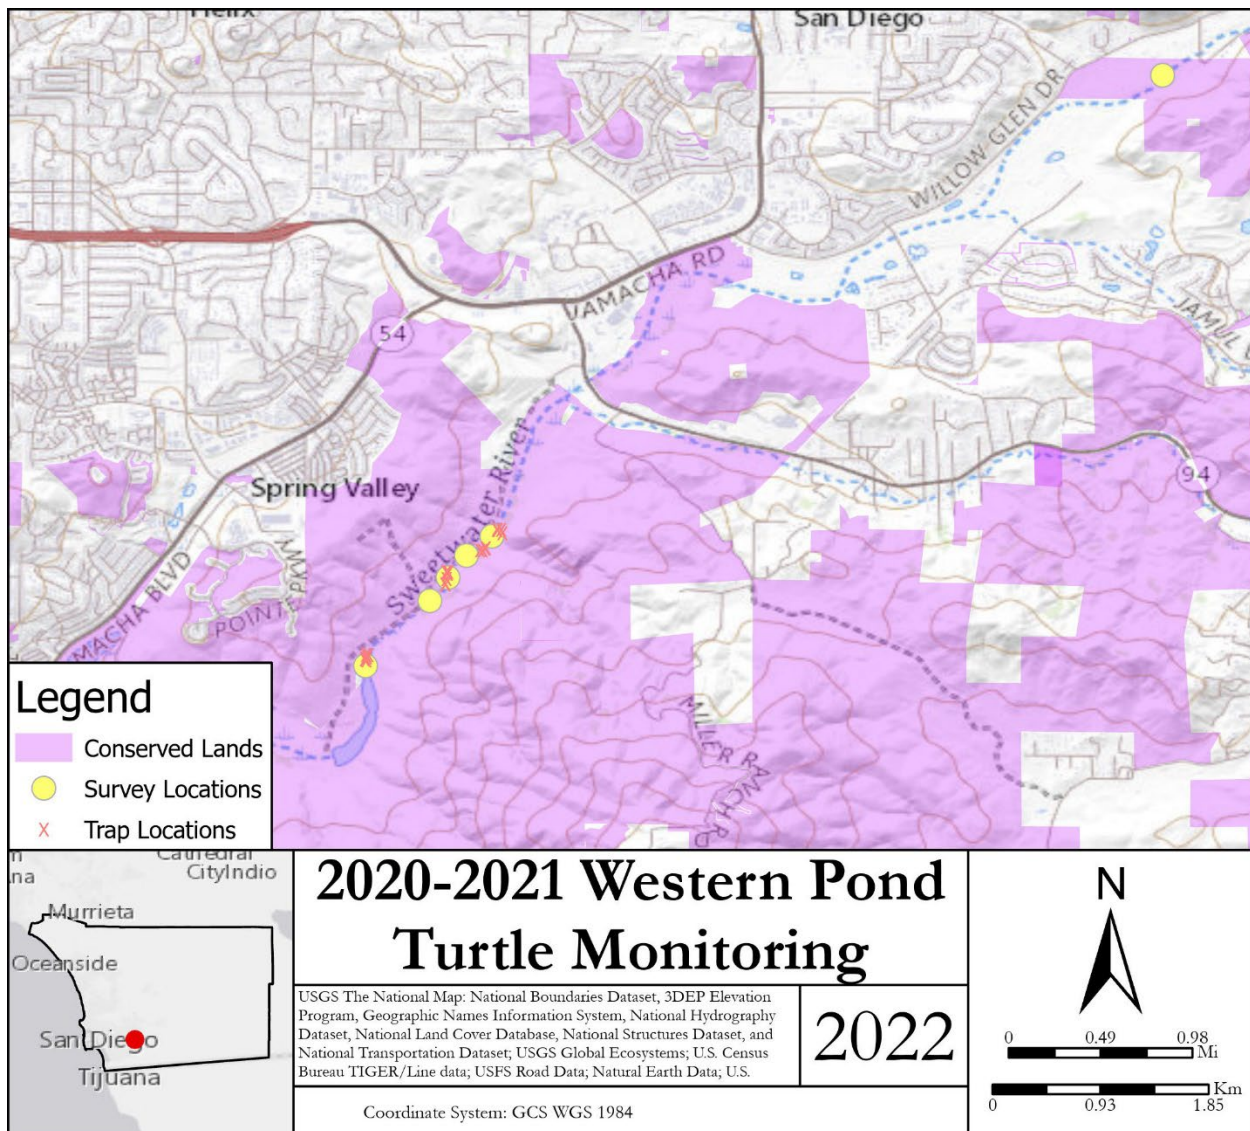 Helix
San Diego
WILLOW GLEN DR
JAMACHA RD
54
JAMUL
94
Spring Valley
Sweetwater River
POINTE
PKWY
MACHA BLVD
MILLER RANCH RD
Legend
Conserved Lands
Survey Locations
Trap Locations
Cathedral
CityIndio
na
Murrieta
Oceanside
San Diego
Tijuana
2020-2021 Western Pond
Turtle Monitoring
USGS The National Map: National Boundaries Dataset, 3DEP Elevation
Program, Geographic Names Information System, National Hydrography
Dataset, National Land Cover Database, National Structures Dataset, and
National Transportation Dataset; USGS Global Ecosystems; U.S. Census
Bureau TIGER/Line data; USFS Road Data; Natural Earth Data; U.S.
2022
Coordinate System: GCS WGS 1984
N
0 0.49 0.98
Mi
Km
0 0.93 1.85